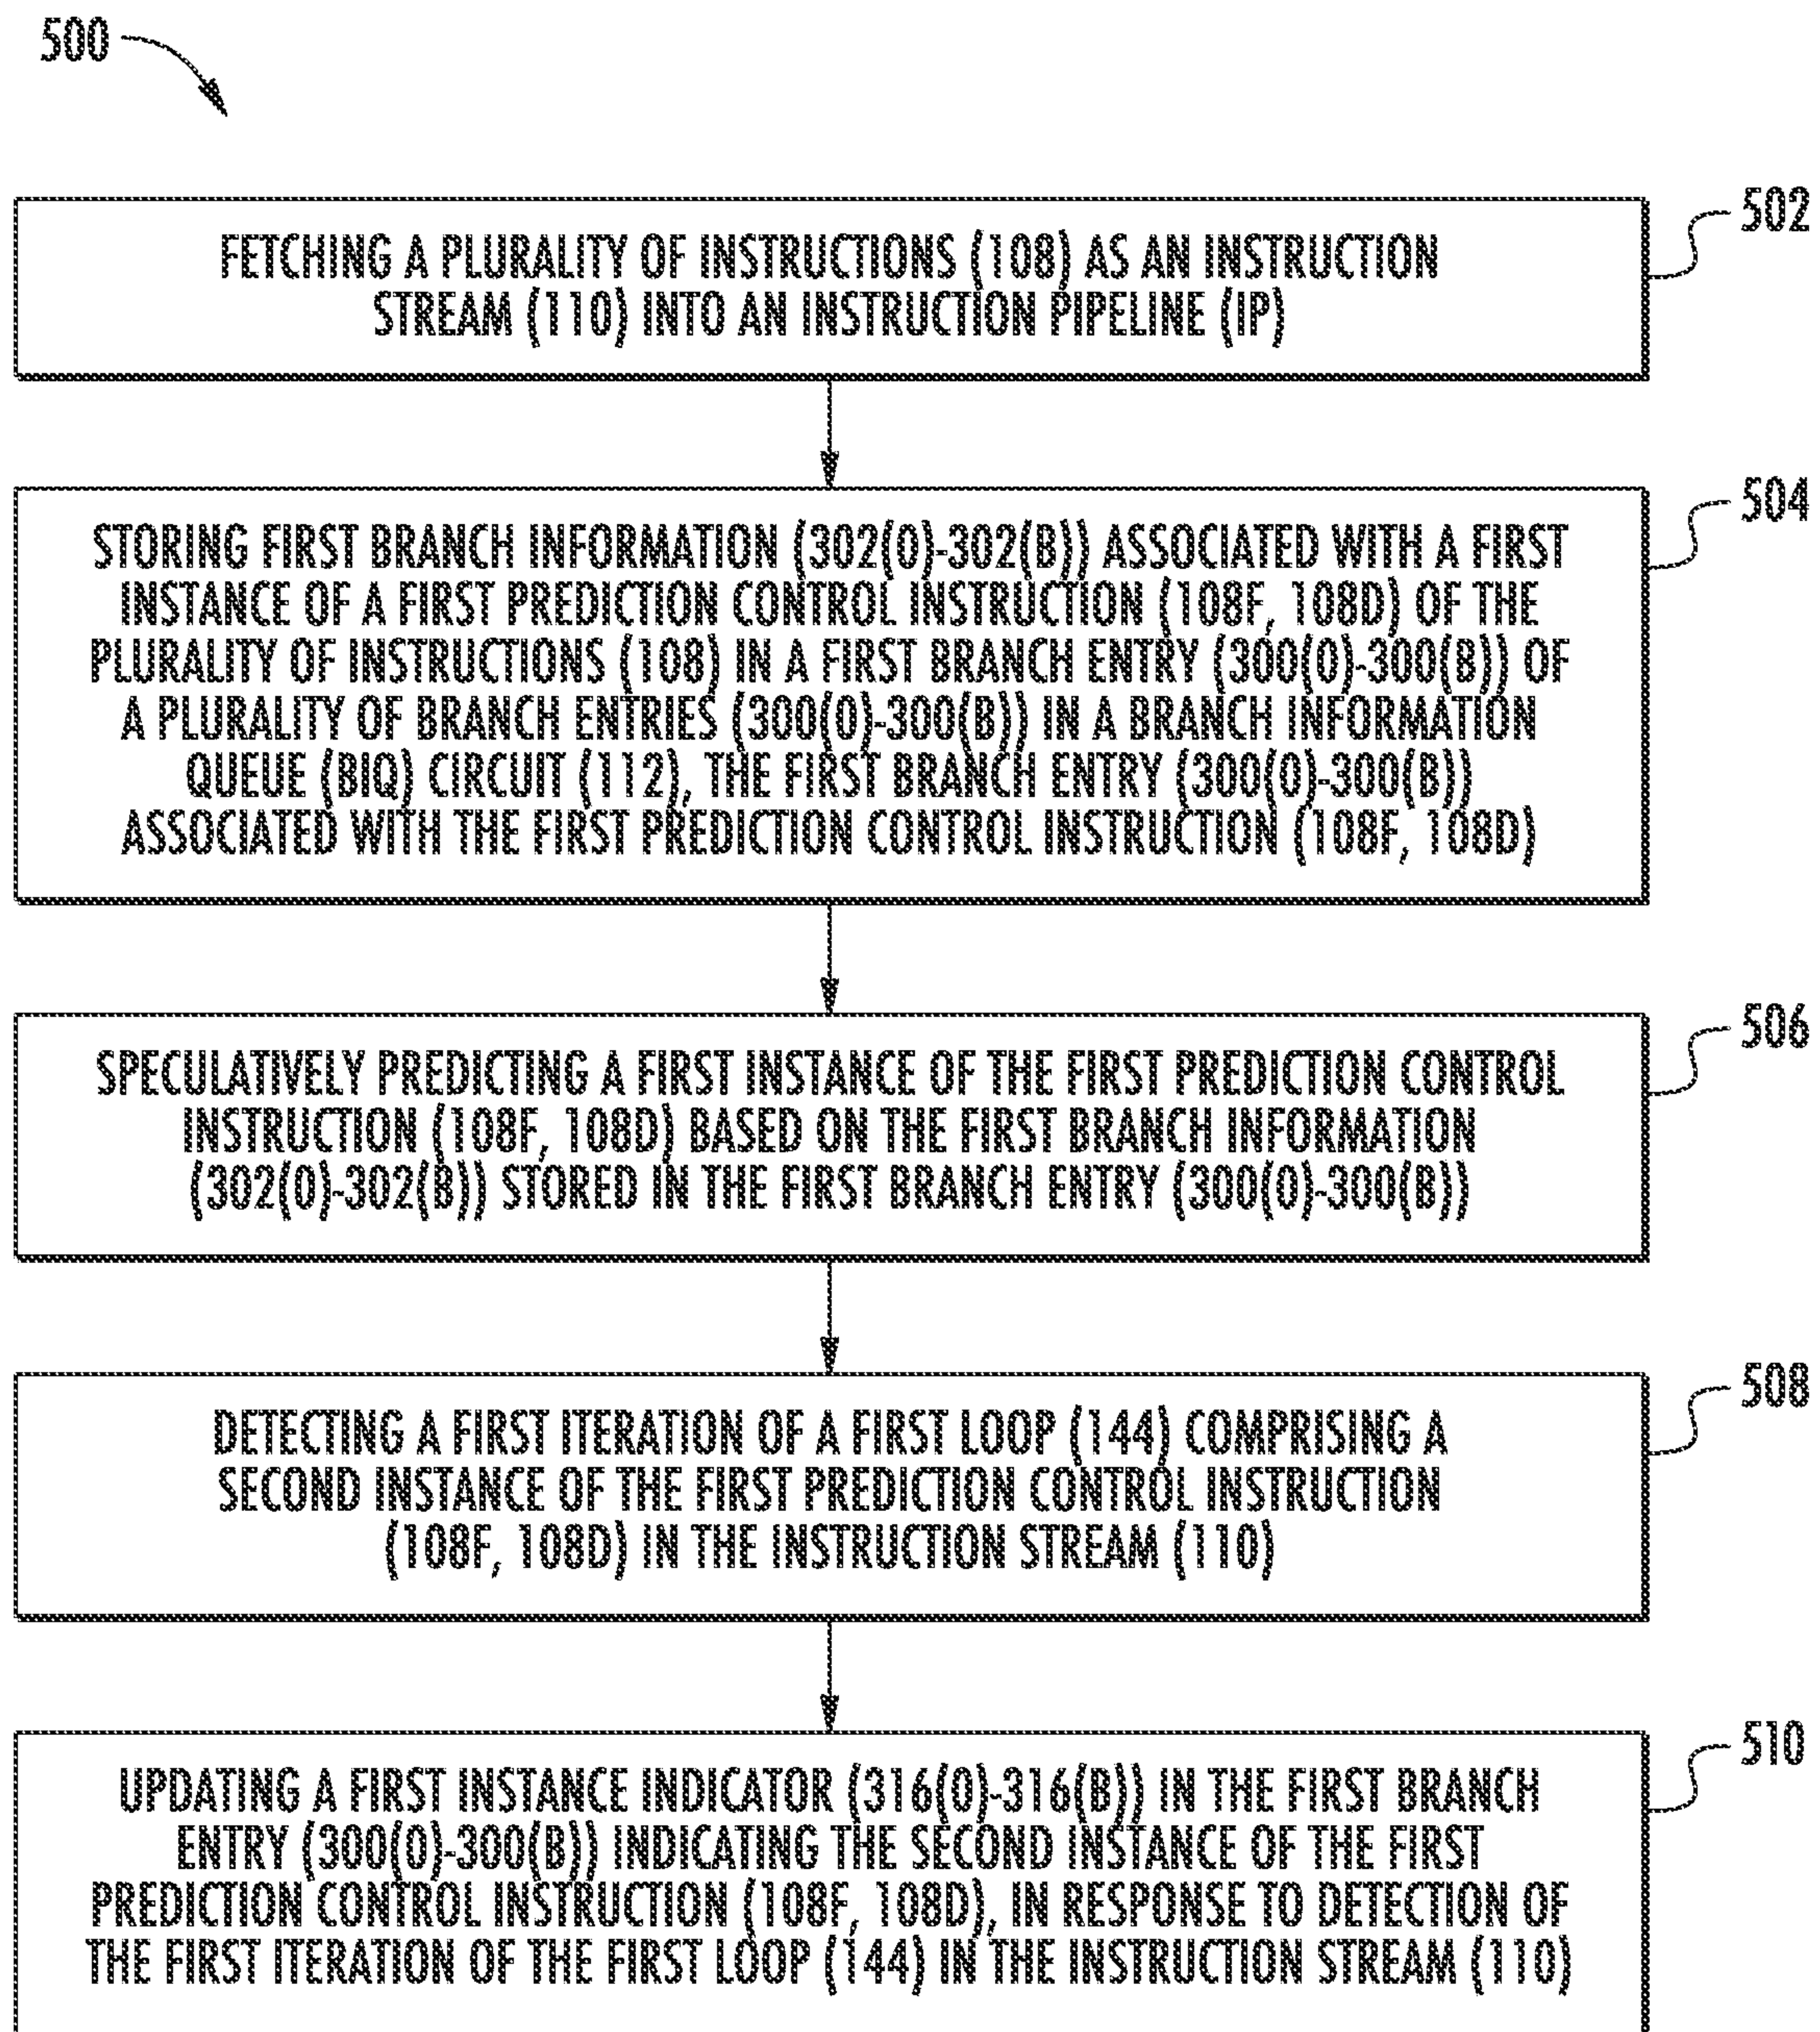 500
502
FETCHING A PLURALITY OF INSTRUCTIONS (108) AS AN INSTRUCTION
STREAM (110) INTO AN INSTRUCTION PIPELINE (IP)
504
STORING FIRST BRANCH INFORMATION (302(0)-302(B)) ASSOCIATED WITH A FIRST
INSTANCE OF A FIRST PREDICTION CONTROL INSTRUCTION (108F, 108D) OF THE
PLURALITY OF INSTRUCTIONS (108) IN A FIRST BRANCH ENTRY (300(0)-300(B)) OF
A PLURALITY OF BRANCH ENTRIES (300(0)-300(B)) IN A BRANCH INFORMATION
QUEUE (BIQ) CIRCUIT (112), THE FIRST BRANCH ENTRY (300(0)-300(B))
ASSOCIATED WITH THE FIRST PREDICTION CONTROL INSTRUCTION (108F, 108D)
506
SPECULATIVELY PREDICTING A FIRST INSTANCE OF THE FIRST PREDICTION CONTROL
INSTRUCTION (108F, 108D) BASED ON THE FIRST BRANCH INFORMATION
(302(0)-302(B)) STORED IN THE FIRST BRANCH ENTRY (300(0)-300(B))
508
DETECTING A FIRST ITERATION OF A FIRST LOOP (144) COMPRISING A
SECOND INSTANCE OF THE FIRST PREDICTION CONTROL INSTRUCTION
(108F, 108D) IN THE INSTRUCTION STREAM (110)
510
UPDATING A FIRST INSTANCE INDICATOR (316(0)-316(B)) IN THE FIRST BRANCH
ENTRY (300(0)-300(B)) INDICATING THE SECOND INSTANCE OF THE FIRST
PREDICTION CONTROL INSTRUCTION (108F, 108D), IN RESPONSE TO DETECTION OF
THE FIRST ITERATION OF THE FIRST LOOP (144) IN THE INSTRUCTION STREAM (110)